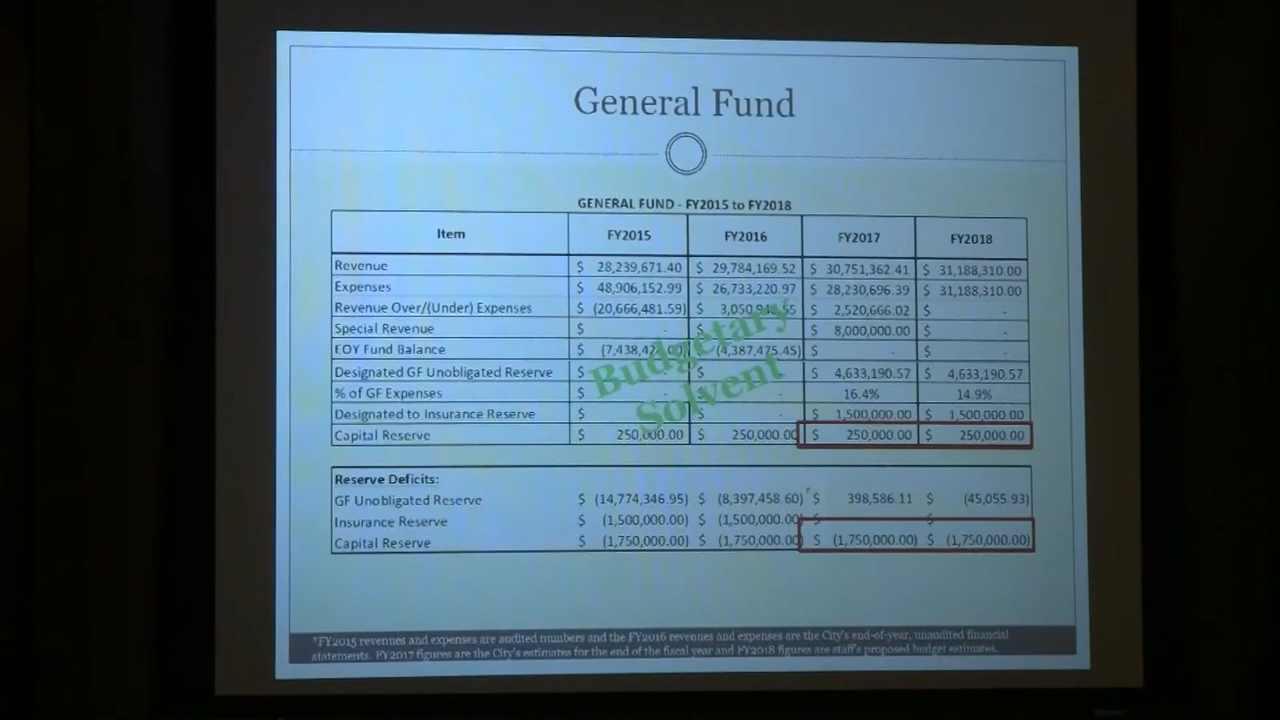 General Fund
GENERAL FUND - FY2015 to FY2018
Item FY2015 FY2016 FY2017 FY2018
Revenue $ 28,239,671.40 $ 29,784,169.52 $ 30,751,362.41 $ 31,188,310.00
Expenses $ 48,906,152.99 $ 26,733,220.97 $ 28,230,696.39 $ 31,188,310.00
Revenue Over/(Under) Expenses $ (20,666,481.59) $ $ 2,520,666.02 $ -
Special Revenue $ - $ - $ 8,000,000.00 $ -
EOY Fund Balance $ $ (4,387,475.45) $ - $ -
Designated GF Unobligated Reserve $ $ $ 4,633,190.57 $ 4,633,190.57
% of GF Expenses $ - $ - 16.4% 14.9%
Designated to Insurance Reserve $ $ - $ 1,500,000.00 $ 1,500,000.00
Capital Reserve $ 250,000.00 $ 250,000.00 $ 250,000.00 $ 250,000.00
Budgetary
Solvent
Reserve Deficits:
GF Unobligated Reserve $ (14,774,346.95) $ (8,397,458.60) $ 398,586.11 $ (45,055.93)
Insurance Reserve $ (1,500,000.00) $ (1,500,000.00) $ $
Capital Reserve $ (1,750,000.00) $ (1,750,000.00) $ (1,750,000.00) $ (1,750,000.00)
*FY2015 revenues and expenses are audited numbers and the FY2016 revenues and expenses are the City's end-of-year, unaudited financial
statements. FY2017 figures are the City's estimates for the end of the fiscal year and FY2018 figures are staff's proposed budget estimates.